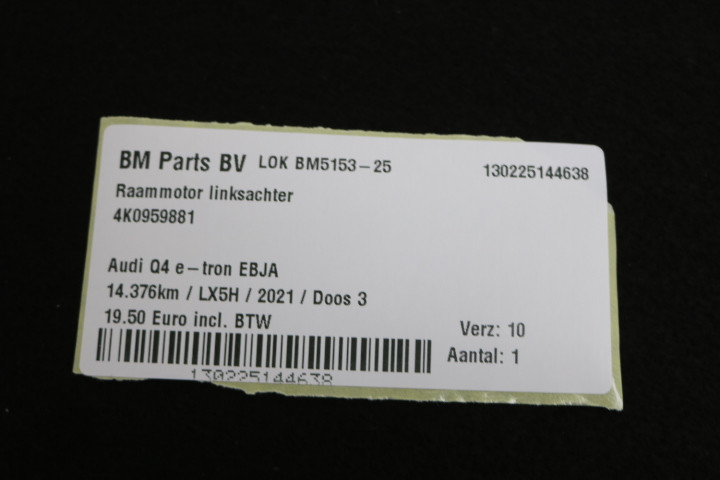 BM Parts BV LOK BM5153-25 130225144638
Raammotor linksachter
4K0959881
Audi Q4 e-tron EBJA
14.376km / LX5H / 2021 / Doos 3
19.50 Euro incl. BTW
Verz: 10
Aantal: 1
130225144638